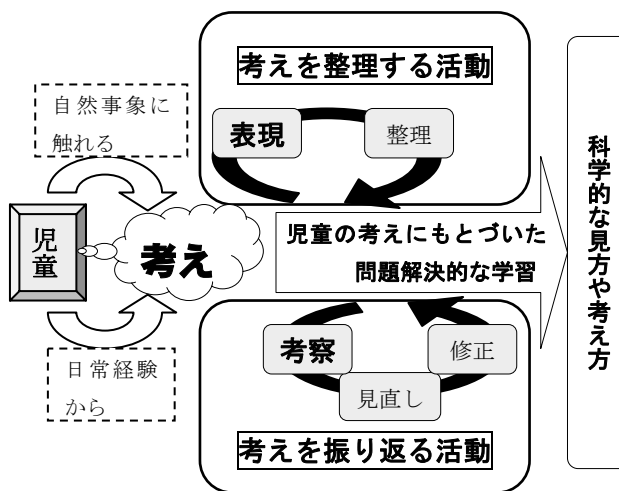 考えを整理する活動
自然事象に
触れる
表現
整理
児童
考え
児童の考えにもとづいた
問題解決的な学習
科学的な見方や考え方
日常経験
から
考察
修正
見直し
考えを振り返る活動